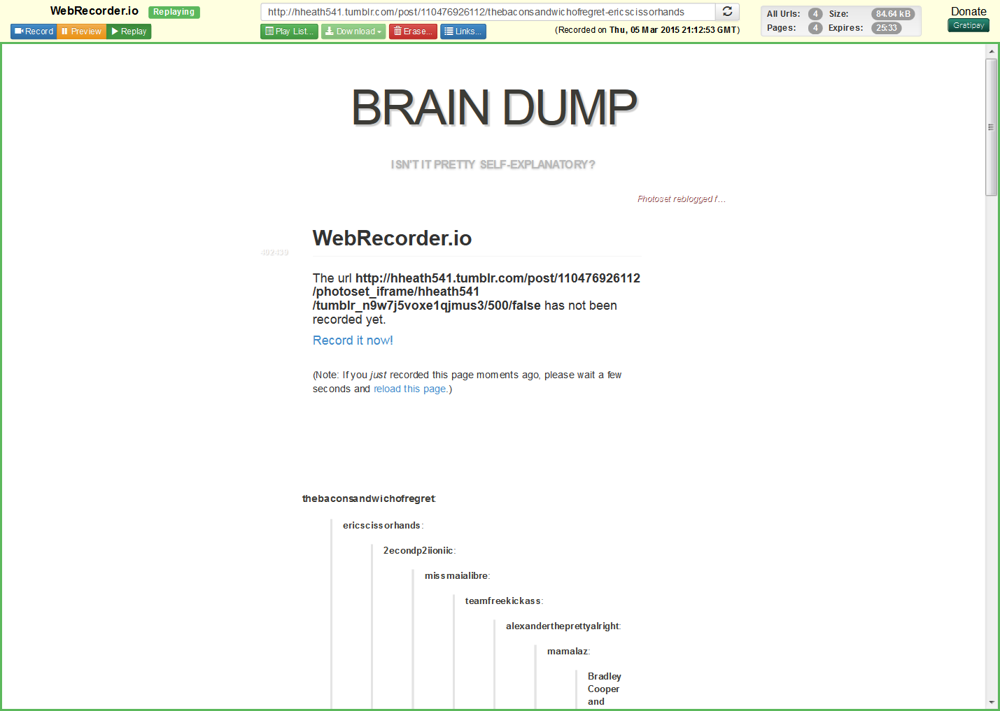 WebRecorder.io Replaying
http://hheath541.tumblr.com/post/110476926112/thebaconsandwichofregret-ericscissorhands
All Urls: 4 Size: 84.64 kB
Donate
Record Preview Replay
Play List... Download Erase... Links...
(Recorded on Thu, 05 Mar 2015 21:12:53 GMT)
Pages: 4 Expires: 25:33
Gratipay
BRAIN DUMP
ISN'T IT PRETTY SELF-EXPLANATORY?
Photoset reblogged f…
WebRecorder.io
402439
The url http://hheath541.tumblr.com/post/110476926112
/photoset_iframe/hheath541
/tumblr_n9w7j5voxe1qjmus3/500/false has not been
recorded yet.
Record it now!
(Note: If you just recorded this page moments ago, please wait a few
seconds and reload this page.)
thebaconsandwichofregret:
ericscissorhands:
2econdp2iioniic:
missmaialibre:
teamfreekickass:
alexandertheprettyalright:
mamalaz:
Bradley
Cooper
and